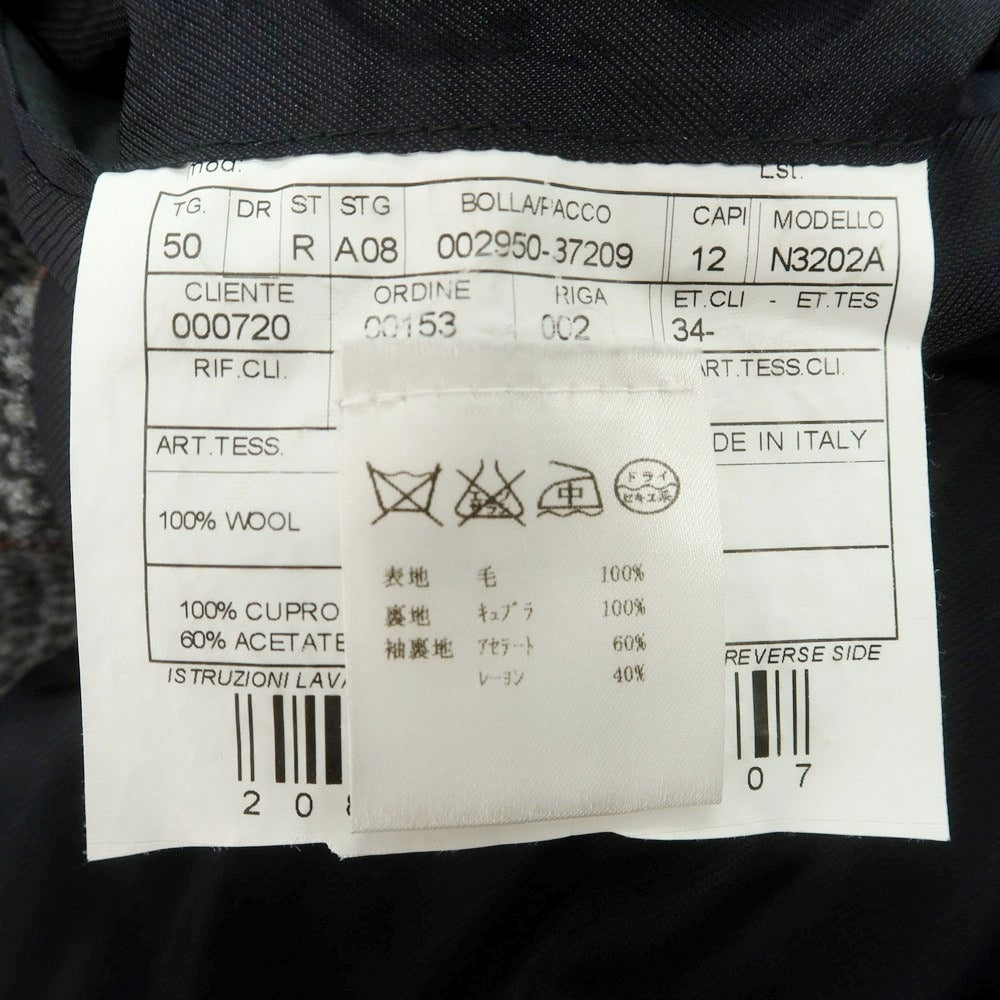 mod. Lst.
TG. DR ST STG BOLLA/PACCO CAPI MODELLO
50 R A08 002950-37209 12 N3202A
CLIENTE ORDINE RIGA ET.CLI - ET.TES
000720 00153 002 34-
RIF.CLI. ART.TESS.CLI.
ART.TESS. DE IN ITALY
100% WOOL
100% CUPRO
60% ACETATE
ISTRUZIONI LAVA REVERSE SIDE
2 0 8 0 7
中
ドライ
セキユ系
表地 毛 100%
裏地 キュプラ 100%
袖裏地 アセテート 60%
レーヨン 40%